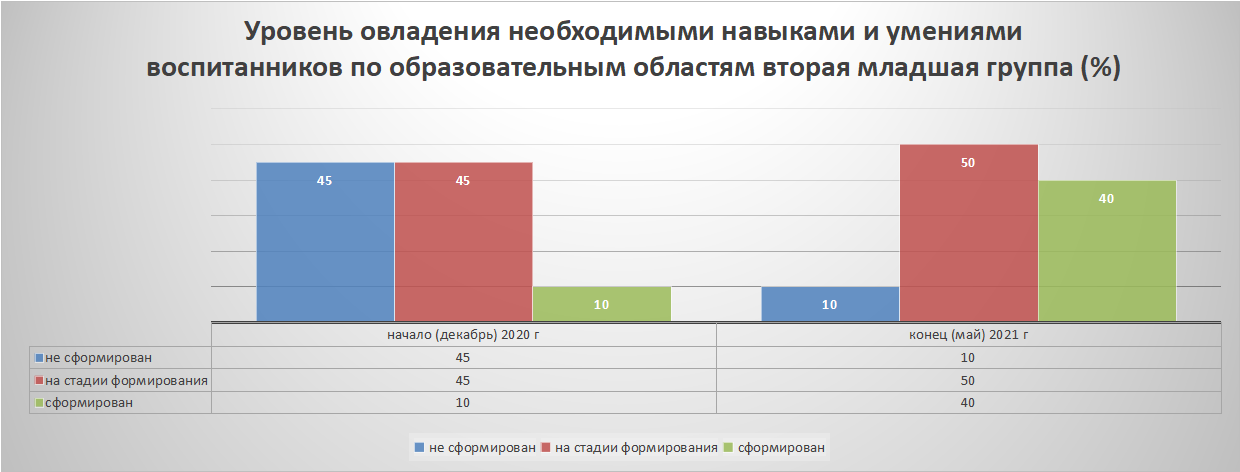 Уровень овладения необходимыми навыками и умениями
воспитанников по образовательным областям вторая младшая группа (%)
45 45 10 10 50 40
начало (декабрь) 2020 г конец (май) 2021 г
не сформирован 45 10
на стадии формирования 45 50
сформирован 10 40
не сформирован на стадии формирования сформирован